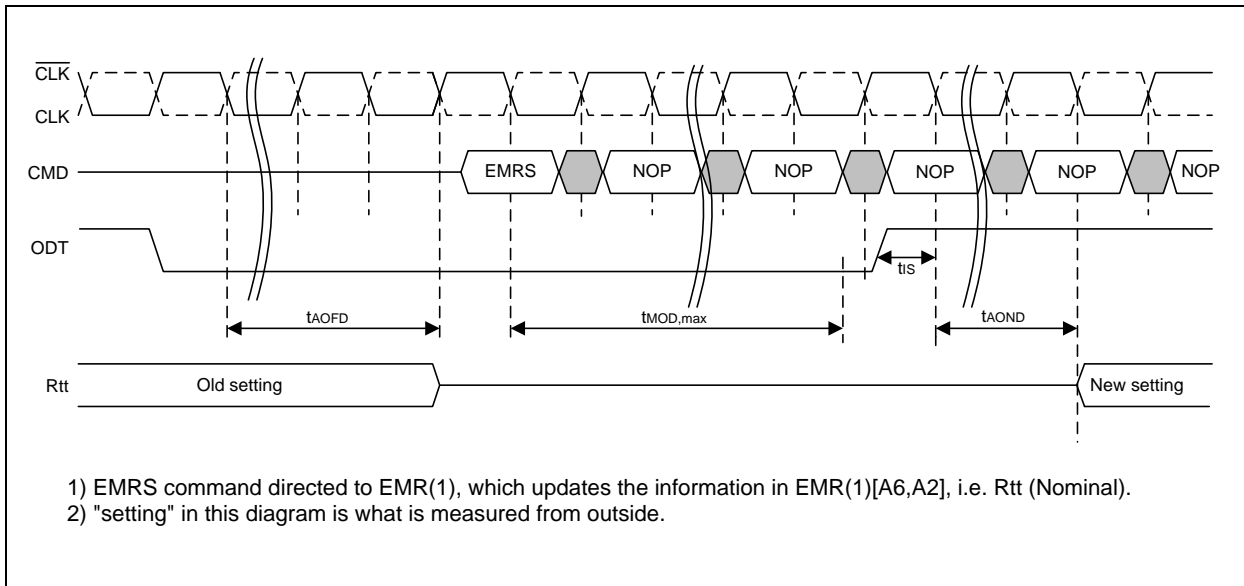 CLK
CLK
CMD
EMRS
NOP
NOP
NOP
NOP
NOP
ODT
tIS
tAOFD
tMOD,max
tAOND
Rtt
Old setting
New setting
1) EMRS command directed to EMR(1), which updates the information in EMR(1)[A6,A2], i.e. Rtt (Nominal).
2) "setting" in this diagram is what is measured from outside.